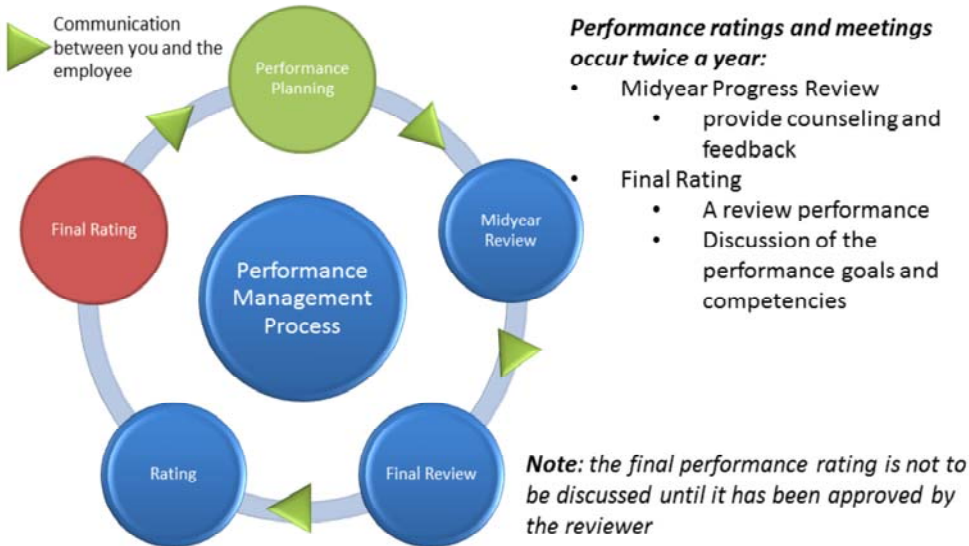 Communication
between you and the
employee
Performance
Planning
Midyear
Review
Final Review
Rating
Final Rating
Performance
Management
Process
Performance ratings and meetings
occur twice a year:
• Midyear Progress Review
• provide counseling and
feedback
• Final Rating
• A review performance
• Discussion of the
performance goals and
competencies
Note: the final performance rating is not to
be discussed until it has been approved by
the reviewer